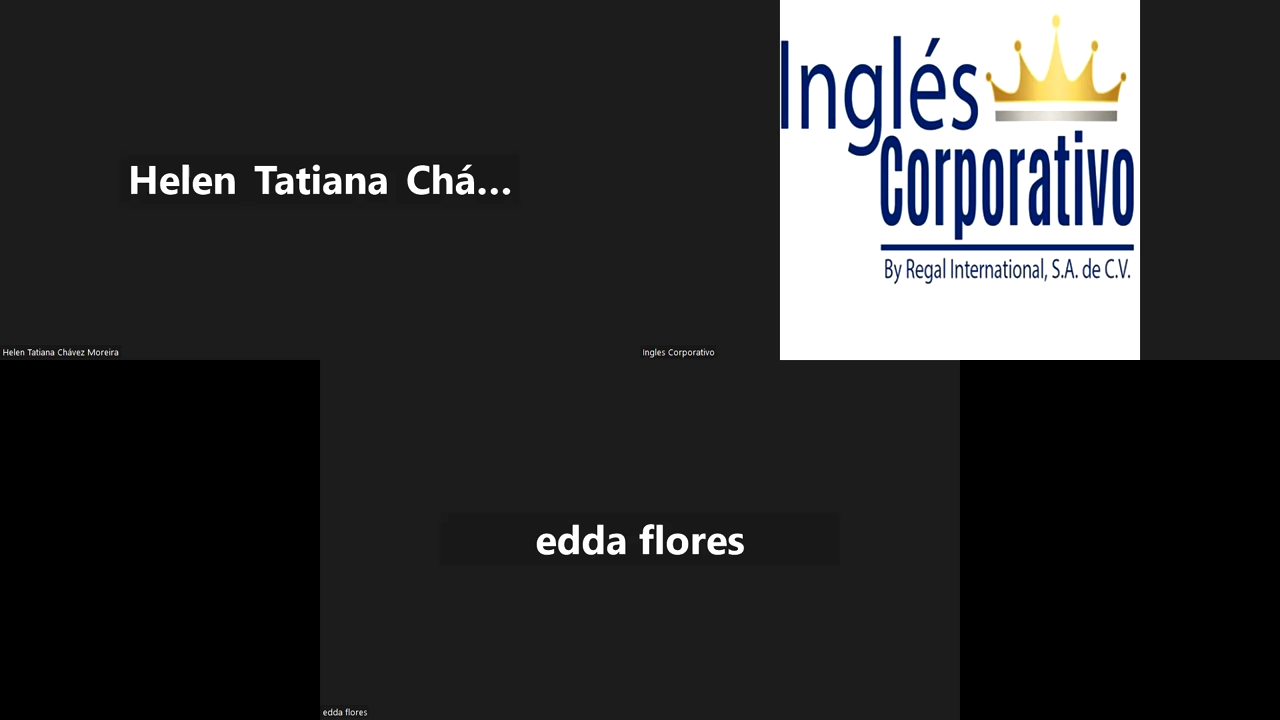 Helen Tatiana Chá...
Helen Tatiana Chávez Moreira
Inglés
Corporativo
By Regal International, S.A. de C.V.
Ingles Corporativo
edda flores
edda flores